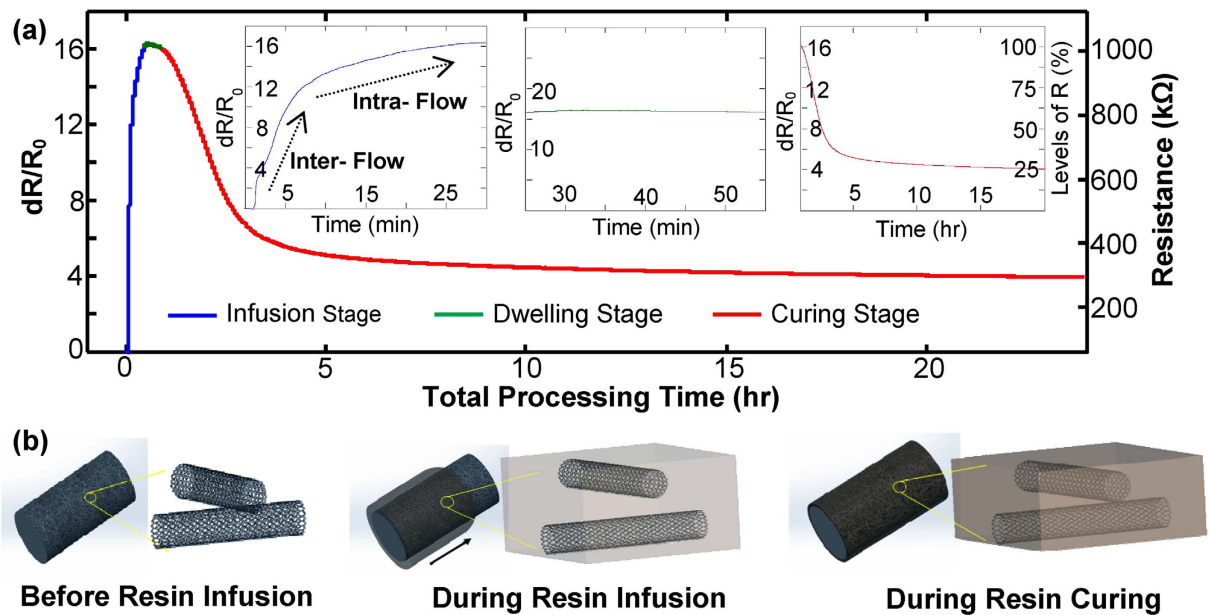 (a)
dR/R0
16
12
8
4
0
0 5 10 15 20
Total Processing Time (hr)
Resistance (kΩ)
1000
800
600
400
200
Infusion Stage
Dwelling Stage
Curing Stage
dR/R0
16
12
8
4
5 15 25
Time (min)
Inter- Flow
Intra- Flow
dR/R0
20
10
30 40 50
Time (min)
dR/R0
16
12
8
4
5 10 15
Time (hr)
Levels of R (%)
100
75
50
25
(b)
Before Resin Infusion
During Resin Infusion
During Resin Curing